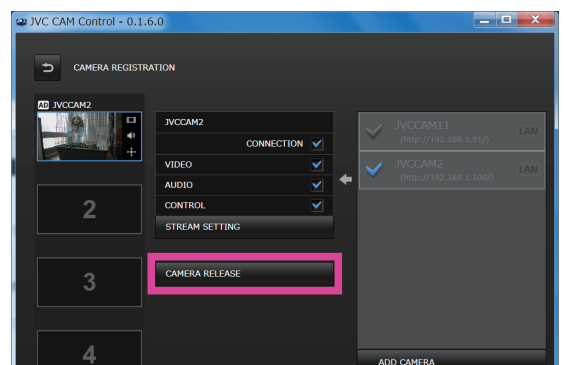 JVC CAM Control - 0.1.6.0
CAMERA REGISTRATION
AD JVCCAM2
JVCCAM2
CONNECTION
VIDEO
AUDIO
CONTROL
STREAM SETTING
CAMERA RELEASE
2
3
4
JVCCAM11
(http://192.168.1.91/)
LAN
JVCCAM2
(http://192.168.1.100/)
LAN
ADD CAMERA